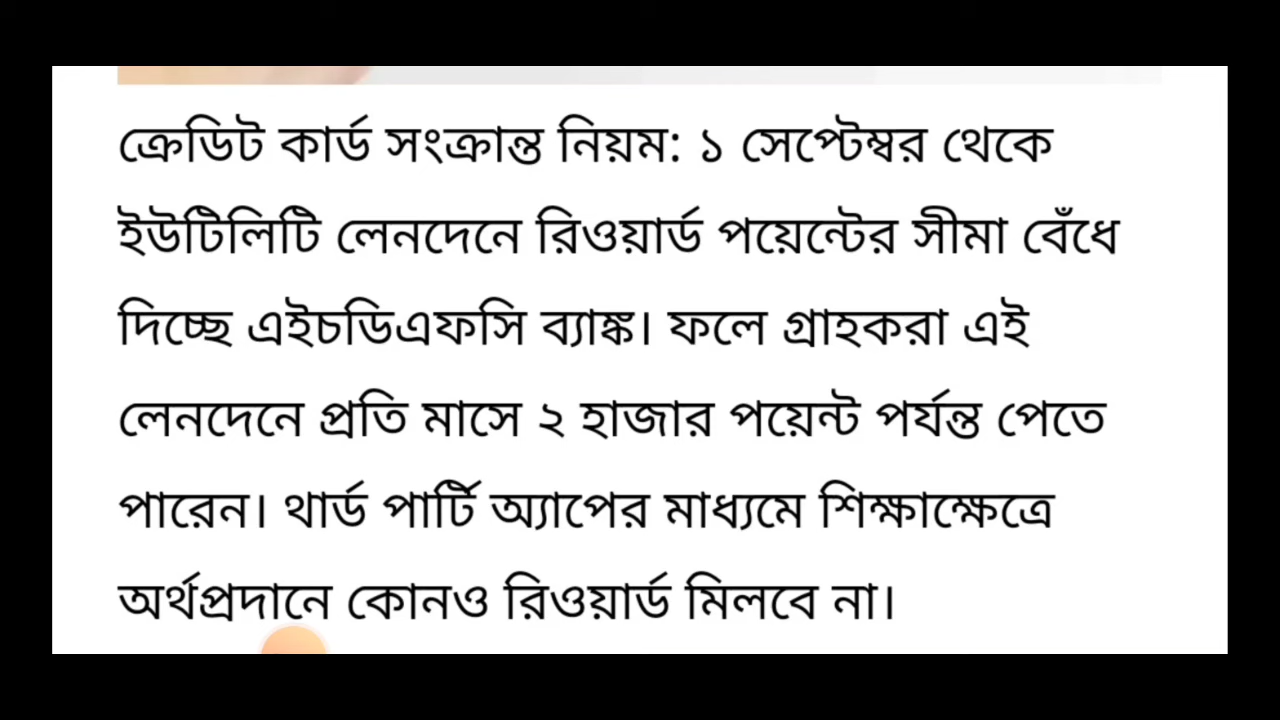 ক্রেডিট কার্ড সংক্রান্ত নিয়ম: ১ সেপ্টেম্বর থেকে
ইউটিলিটি লেনদেনে রিওয়ার্ড পয়েন্টের সীমা বেঁধে
দিচ্ছে এইচডিএফসি ব্যাঙ্ক। ফলে গ্রাহকরা এই
লেনদেনে প্রতি মাসে ২ হাজার পয়েন্ট পর্যন্ত পেতে
পারেন। থার্ড পার্টি অ্যাপের মাধ্যমে শিক্ষাক্ষেত্রে
অর্থপ্রদানে কোনও রিওয়ার্ড মিলবে না।